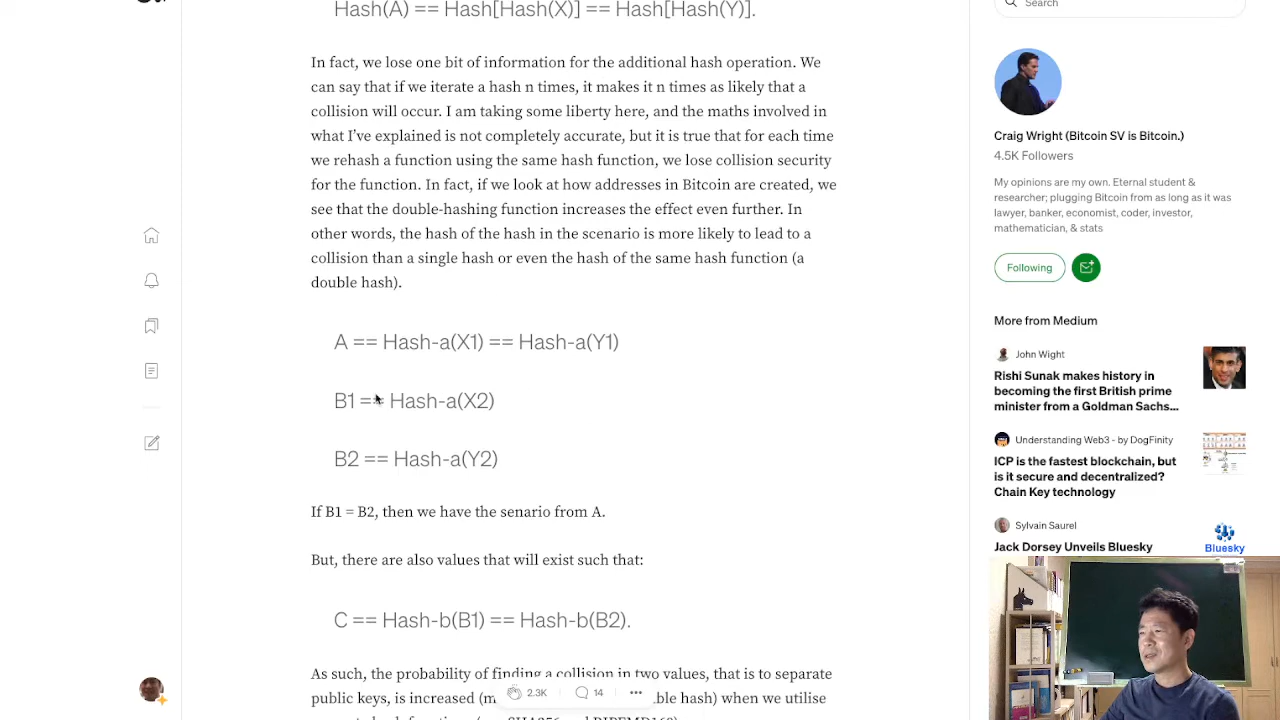 Hash(A) == Hash[Hash(X)] == Hash[Hash(Y)].
In fact, we lose one bit of information for the additional hash operation. We
can say that if we iterate a hash n times, it makes it n times as likely that a
collision will occur. I am taking some liberty here, and the maths involved in
what I've explained is not completely accurate, but it is true that for each time
we rehash a function using the same hash function, we lose collision security
for the function. In fact, if we look at how addresses in Bitcoin are created, we
see that the double-hashing function increases the effect even further. In
other words, the hash of the hash in the scenario is more likely to lead to a
collision than a single hash or even the hash of the same hash function (a
double hash).
A == Hash-a(X1) == Hash-a(Y1)
B1 == Hash-a(X2)
B2 == Hash-a(Y2)
If B1 = B2, then we have the senario from A.
But, there are also values that will exist such that:
C == Hash-b(B1) == Hash-b(B2).
As such, the probability of finding a collision in two values, that is to separate
public keys, is increased (m
ble hash) when we utilise
2.3K
14
Search
Craig Wright (Bitcoin SV is Bitcoin.)
4.5K Followers
My opinions are my own. Eternal student &
researcher; plugging Bitcoin from as long as it was
lawyer, banker, economist, coder, investor,
mathematician, & stats
Following
More from Medium
John Wight
Rishi Sunak makes history in
becoming the first British prime
minister from a Goldman Sachs...
Understanding Web3 - by DogFinity
ICP is the fastest blockchain, but
is it secure and decentralized?
Chain Key technology
Sylvain Saurel
Jack Dorsey Unveils Bluesky
Bluesky